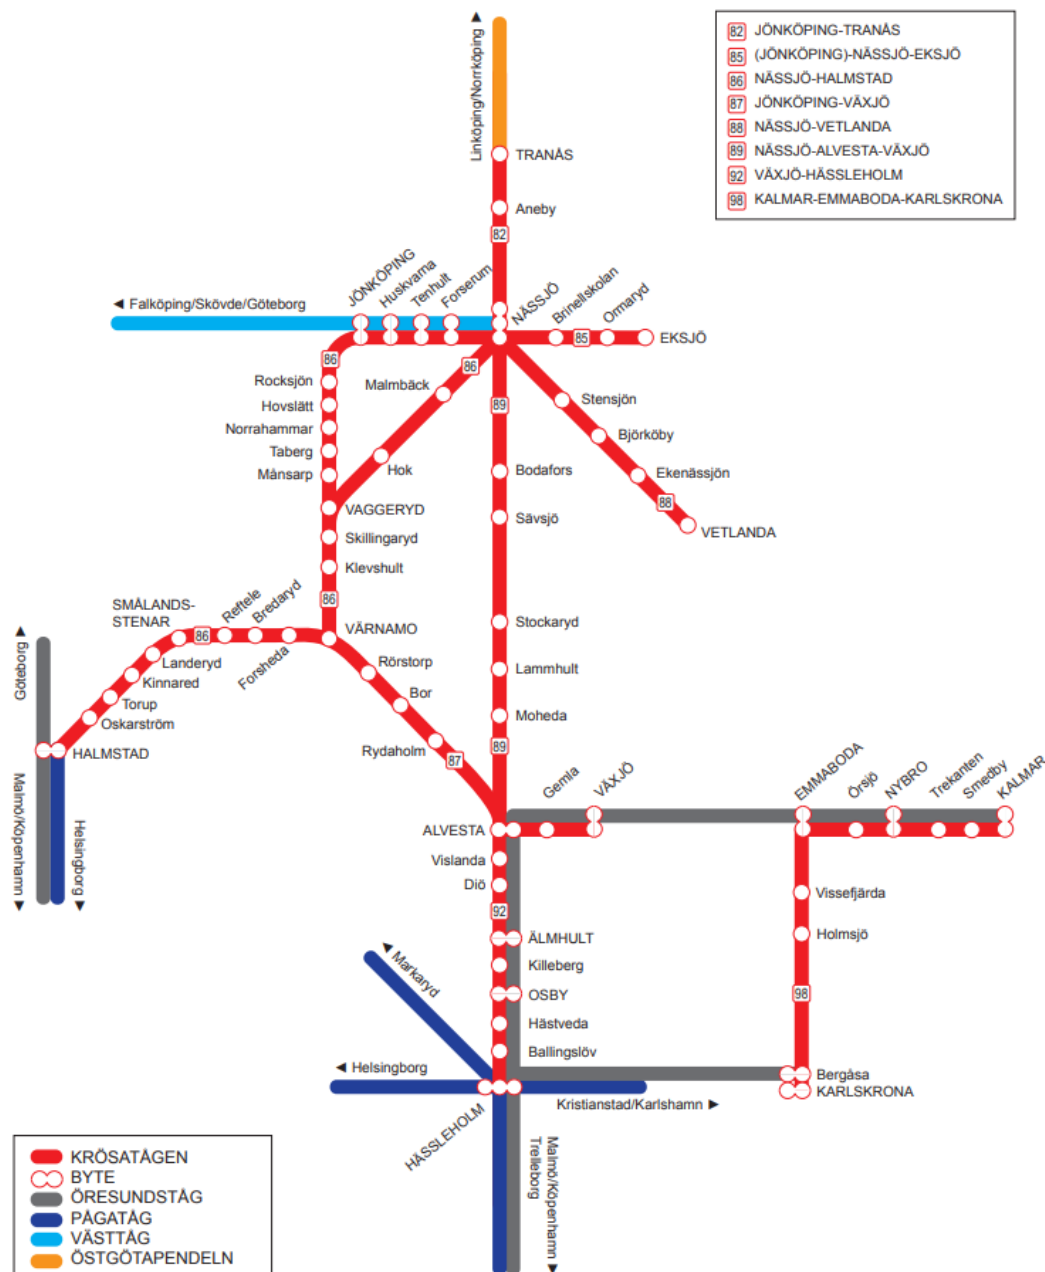 Linköping/Norrköping ►
82 JÖNKÖPING-TRANÅS
85 (JÖNKÖPING)-NÄSSJÖ-EKSJÖ
86 NÄSSJÖ-HALMSTAD
87 JÖNKÖPING-VÄXJÖ
88 NÄSSJÖ-VETLANDA
89 NÄSSJÖ-ALVESTA-VÄXJÖ
92 VÄXJÖ-HÄSSLEHOLM
98 KALMAR-EMMABODA-KARLSKRONA
TRANÅS
Aneby
82
◄ Falköping/Skövde/Göteborg
JÖNKÖPING
Huskvarna
Tenhult
Forserum
NÄSSJÖ
Brinellskolan
Ormaryd
85
EKSJÖ
86
86
Rocksjön
Hovslätt
Norrahammar
Taberg
Månsarp
Malmbäck
Hok
89
Stensjön
Björköby
Ekenässjön
88
VETLANDA
Bodafors
Sävsjö
VAGGERYD
Skillingaryd
Klevshult
86
VÄRNAMO
SMÅLANDS-
STENAR
86
Reftele
Bredaryd
Forsheda
Landeryd
Kinnared
Torup
Oskarström
HALMSTAD
Göteborg ►
Malmö/Köpenhamn ▼
Helsingborg ►
Stockaryd
Lammhult
Moheda
89
Rörstorp
Bor
Rydaholm
87
ALVESTA
Gemla
VÄXJÖ
EMMABODA
Örsjö
NYBRO
Trekanten
Smedby
KALMAR
Vislanda
Diö
92
ÄLMHULT
Killeberg
OSBY
Hästveda
Ballingslöv
Vissefjärda
Holmsjö
98
Bergåsa
KARLSKRONA
◄ Markaryd
◄ Helsingborg
Kristianstad/Karlshamn ►
HÄSSLEHOLM
Malmö/Köpenhamn ►
Trelleborg
KRÖSATÅGEN
BYTE
ÖRESUNDSTÅG
PÅGATÅG
VÄSTTÅG
ÖSTGÖTAPENDELN